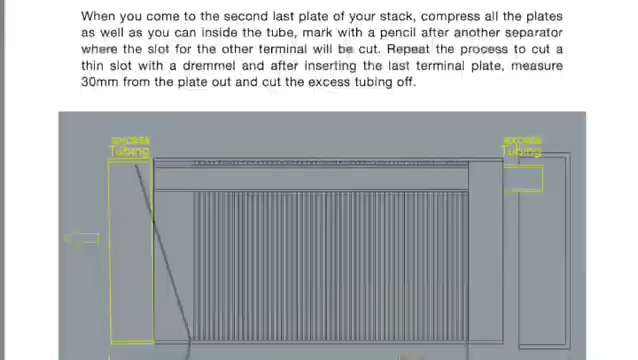 When you come to the second last plate of your stack, compress all the plates
as well as you can inside the tube, mark with a pencil after another separator
where the slot for the other terminal will be cut. Repeat the process to cut a
thin slot with a dremmel and after inserting the last terminal plate, measure
30mm from the plate out and cut the excess tubing off.
excess
Tubing
excess
Tubing